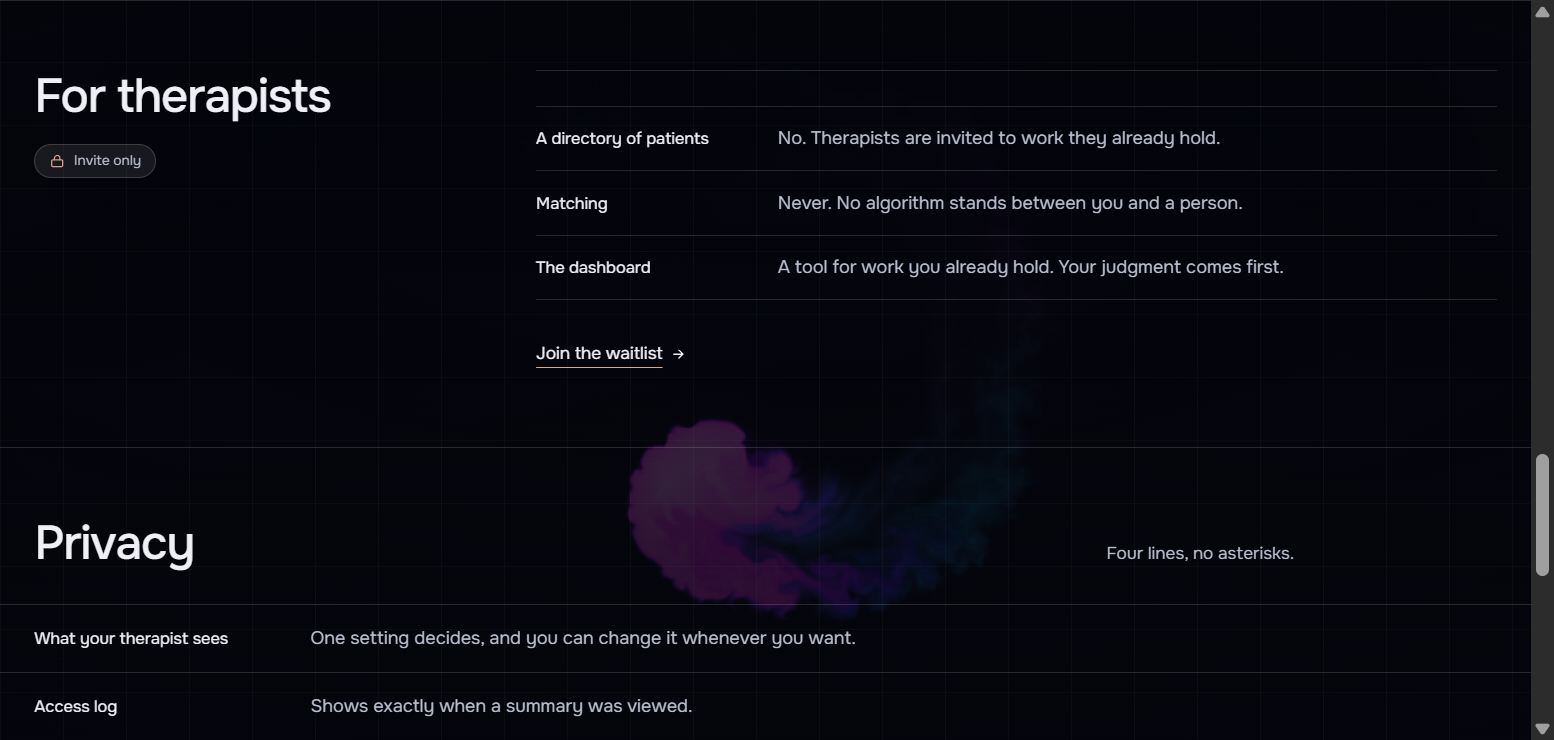 For therapists
Invite only
A directory of patients
No. Therapists are invited to work they already hold.
Matching
Never. No algorithm stands between you and a person.
The dashboard
A tool for work you already hold. Your judgment comes first.
Join the waitlist →
Privacy
Four lines, no asterisks.
What your therapist sees
One setting decides, and you can change it whenever you want.
Access log
Shows exactly when a summary was viewed.